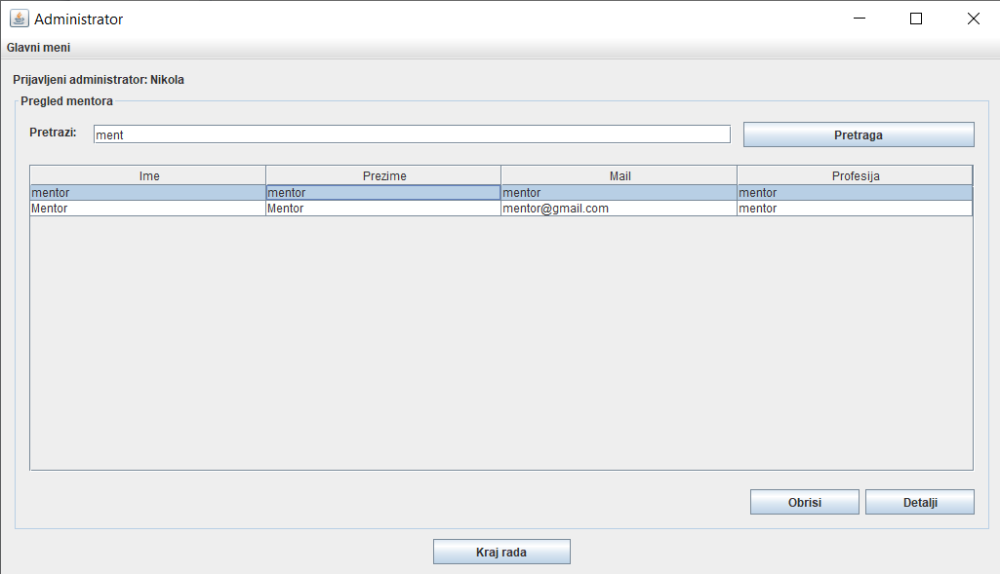 Administrator
Glavni meni
Prijavljeni administrator: Nikola
Pregled mentora
Pretrazi: ment Pretraga
Ime Prezime Mail Profesija
mentor mentor mentor mentor
Mentor Mentor mentor@gmail.com mentor
Obrisi Detalji
Kraj rada